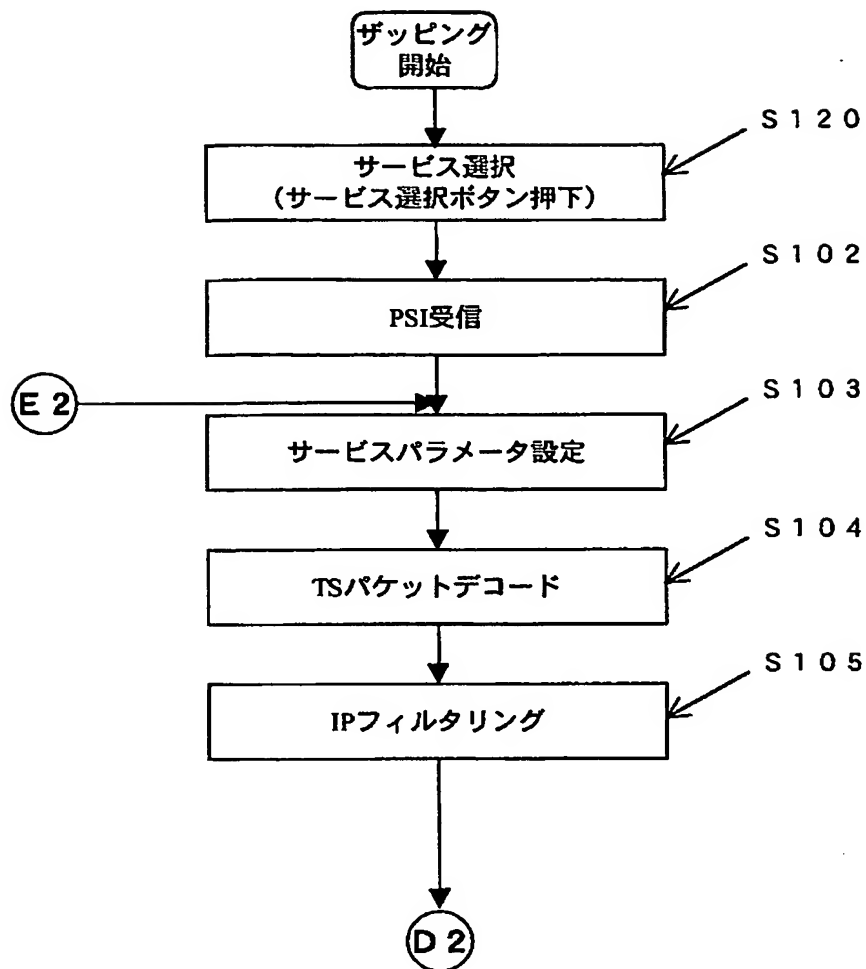 ザッピング
開始
S120
サービス選択
(サービス選択ボタン押下)
S102
PSI受信
E2
S103
サービスパラメータ設定
S104
TSパケットデコード
S105
IPフィルタリング
D2